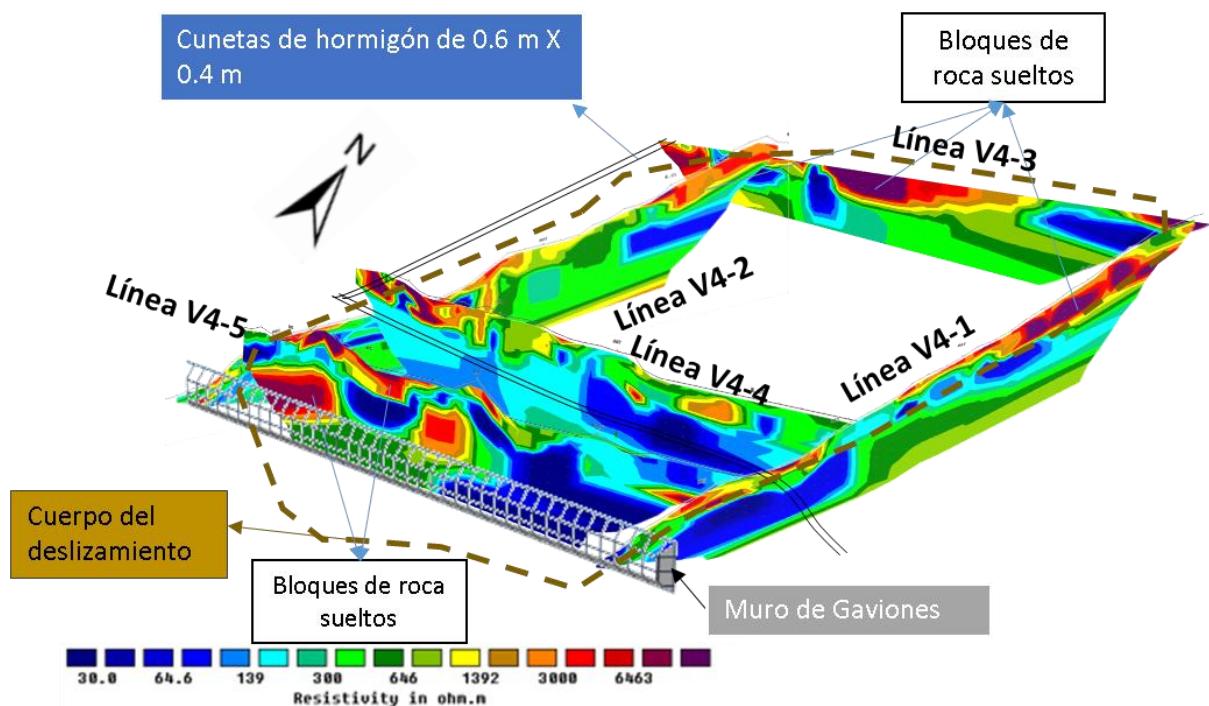 Cunetas de hormigón de 0.6 m X
0.4 m
Bloques de
roca sueltos
N
Línea V4-3
Línea V4-2
Línea V4-5
Línea V4-4
Línea V4-1
Cuerpo del
deslizamiento
Bloques de roca
sueltos
Muro de Gaviones
30.0 64.6 139 300 646 1392 3000 6463
Resistivity in ohm.m